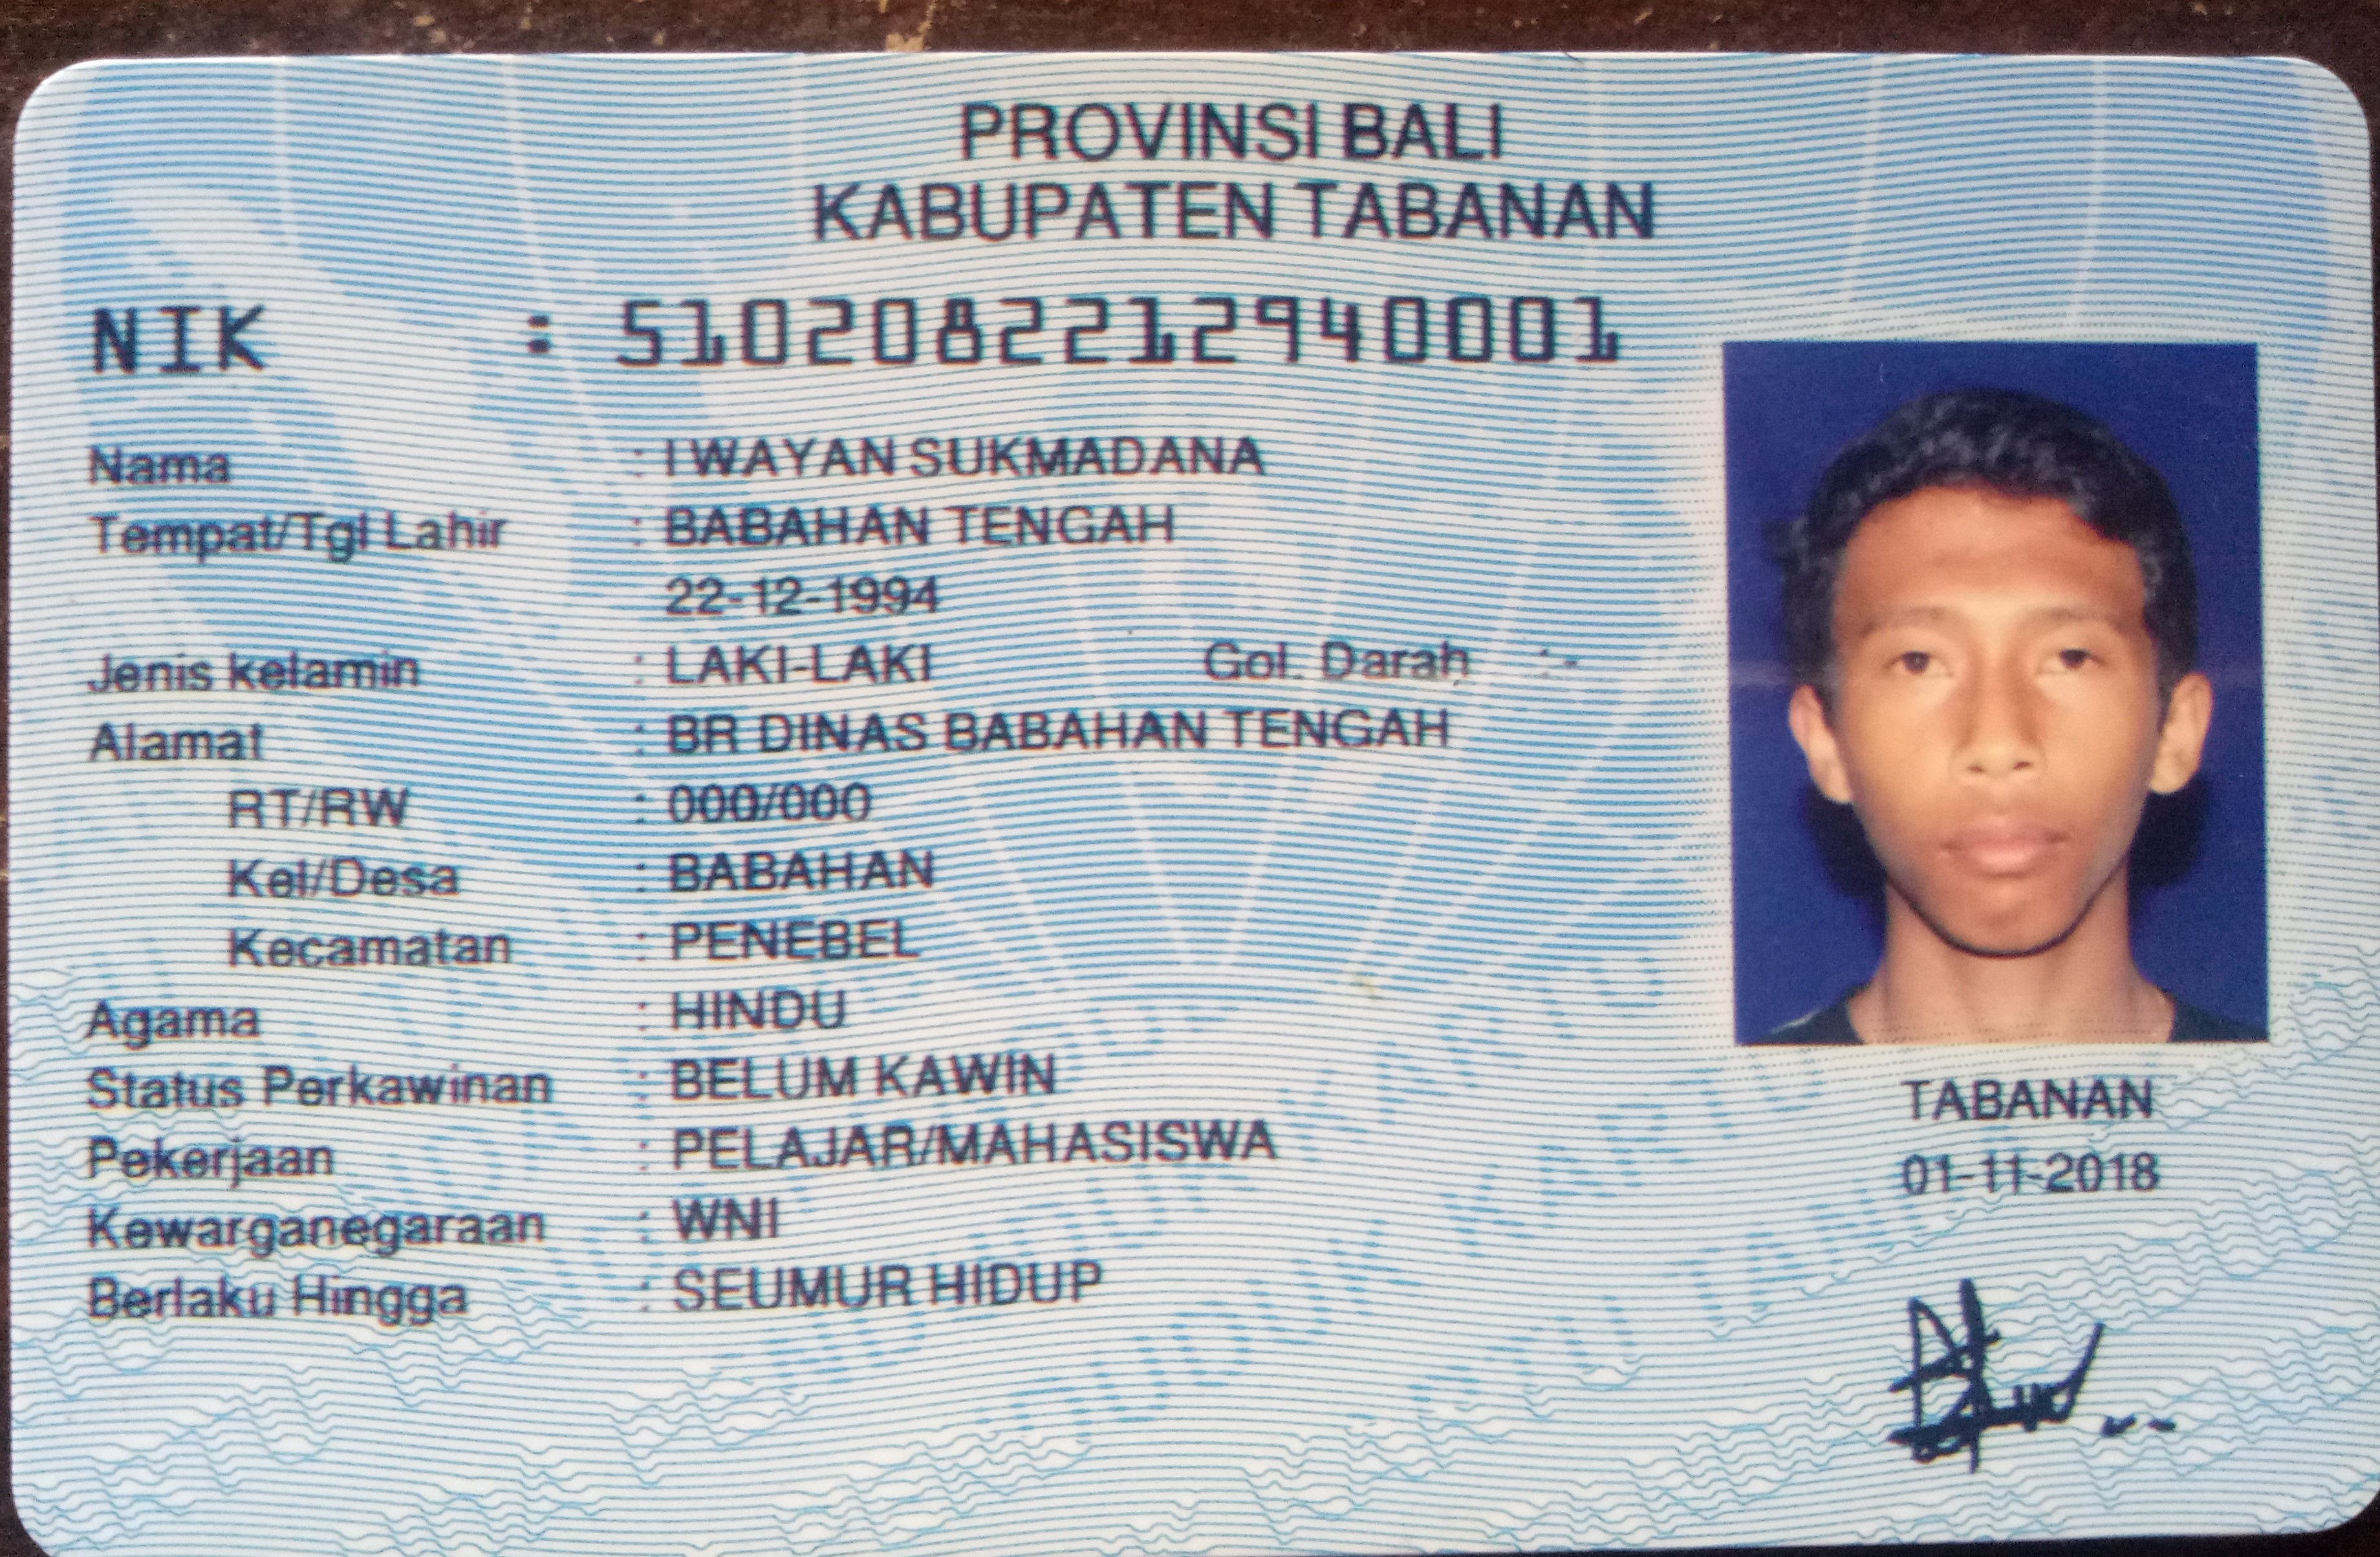 PROVINSI BALI
KABUPATEN TABANAN
NIK : 5102082212940001
Nama : I WAYAN SUKMADANA
Tempat/Tgl Lahir : BABAHAN TENGAH
22-12-1994
Jenis kelamin : LAKI-LAKI Gol. Darah : -
Alamat : BR DINAS BABAHAN TENGAH
RT/RW : 000/000
Kel/Desa : BABAHAN
Kecamatan : PENEBEL
Agama : HINDU
Status Perkawinan : BELUM KAWIN
Pekerjaan : PELAJAR/MAHASISWA
Kewarganegaraan : WNI
Berlaku Hingga : SEUMUR HIDUP
TABANAN
01-11-2018